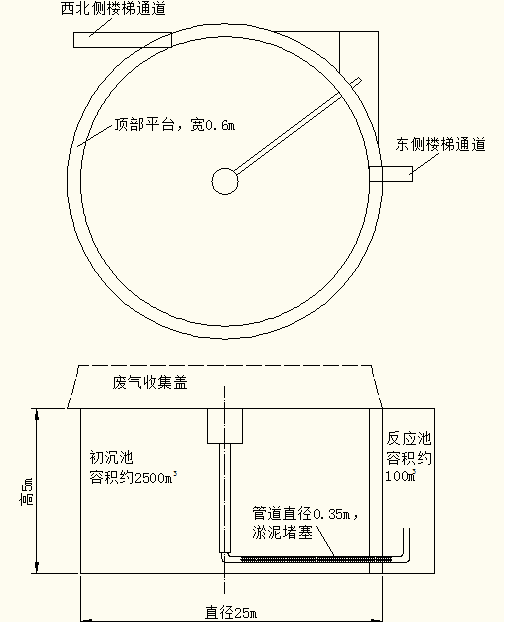 西北侧楼梯通道
顶部平台，宽0.6m
东侧楼梯通道
废气收集盖
初沉池
容积约2500m³
反应池
容积约
100m³
高5m
管道直径0.35m，
淤泥堵塞
直径25m